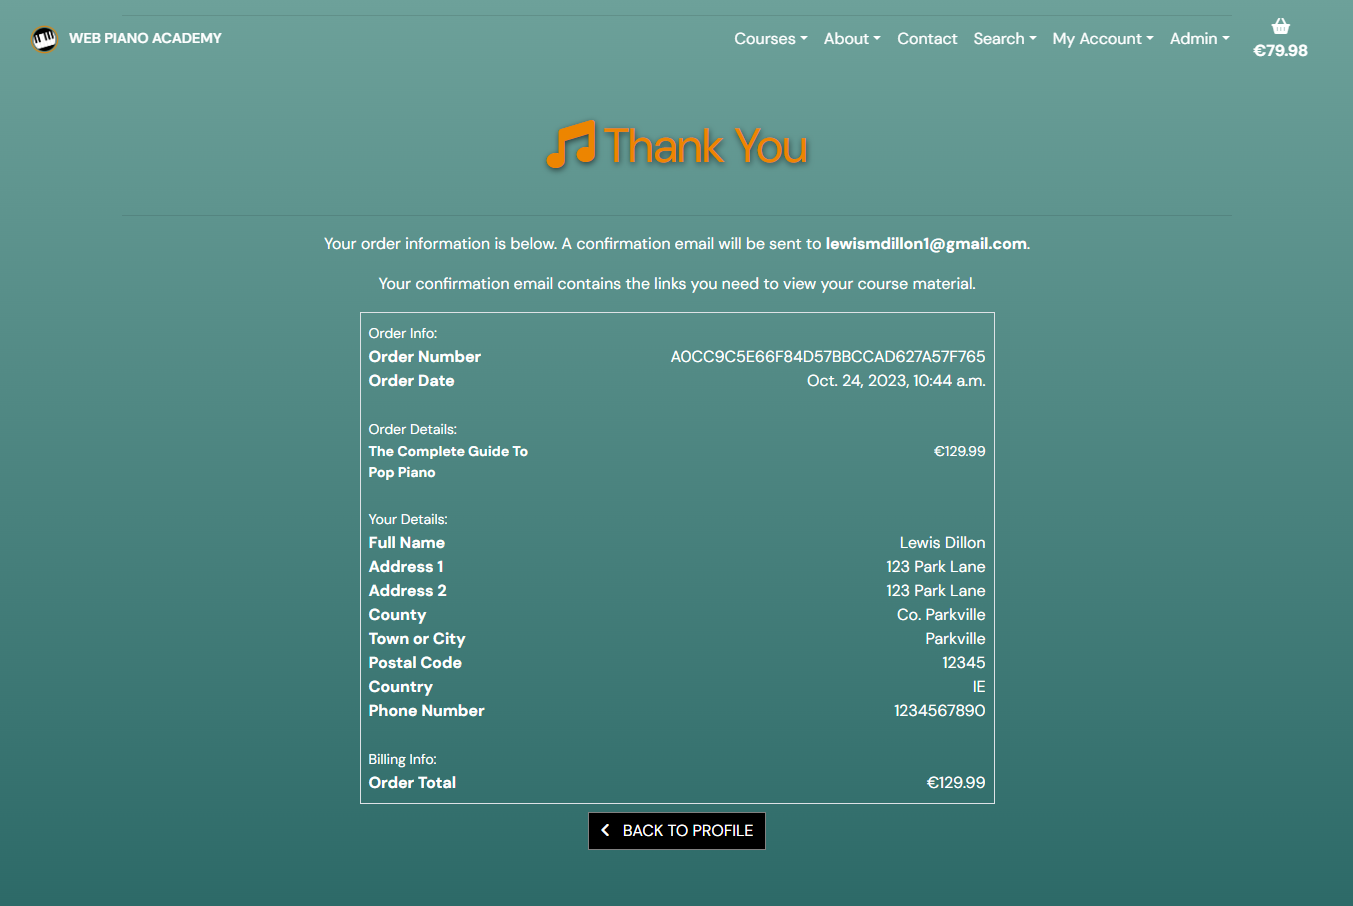 WEB PIANO ACADEMY
Courses About Contact Search My Account Admin
€79.98
Thank You
Your order information is below. A confirmation email will be sent to lewismdillon1@gmail.com.
Your confirmation email contains the links you need to view your course material.
Order Info:
Order Number A0CC9C5E66F84D57BBCCAD627A57F765
Order Date Oct. 24, 2023, 10:44 a.m.
Order Details:
The Complete Guide To €129.99
Pop Piano
Your Details:
Full Name Lewis Dillon
Address 1 123 Park Lane
Address 2 123 Park Lane
County Co. Parkville
Town or City Parkville
Postal Code 12345
Country IE
Phone Number 1234567890
Billing Info:
Order Total €129.99
BACK TO PROFILE